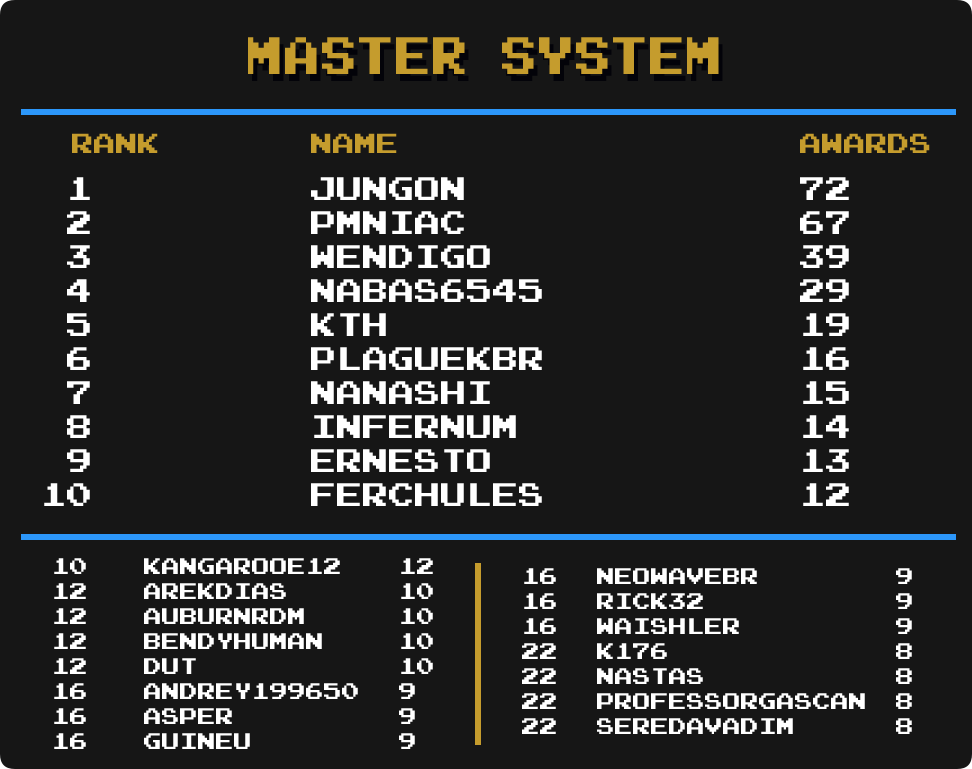 MASTER SYSTEM
RANK NAME AWARDS
1 JUNGON 72
2 PMNIAC 67
3 WENDIGO 39
4 NABAS6545 29
5 KTH 19
6 PLAGUEKBR 16
7 NANASHI 15
8 INFERNUM 14
9 ERNESTO 13
10 FERCHULES 12
10 KANGAROOE12 12
12 AREKDIAS 10
12 AUBURNRDM 10
12 BENDYHUMAN 10
12 DUT 10
16 ANDREY199650 9
16 ASPER 9
16 GUINEU 9
16 NEOWAVEBR 9
16 RICK32 9
16 WAISHLER 9
22 K176 8
22 NASTAS 8
22 PROFESSORGASCAN 8
22 SEREDAVADIM 8